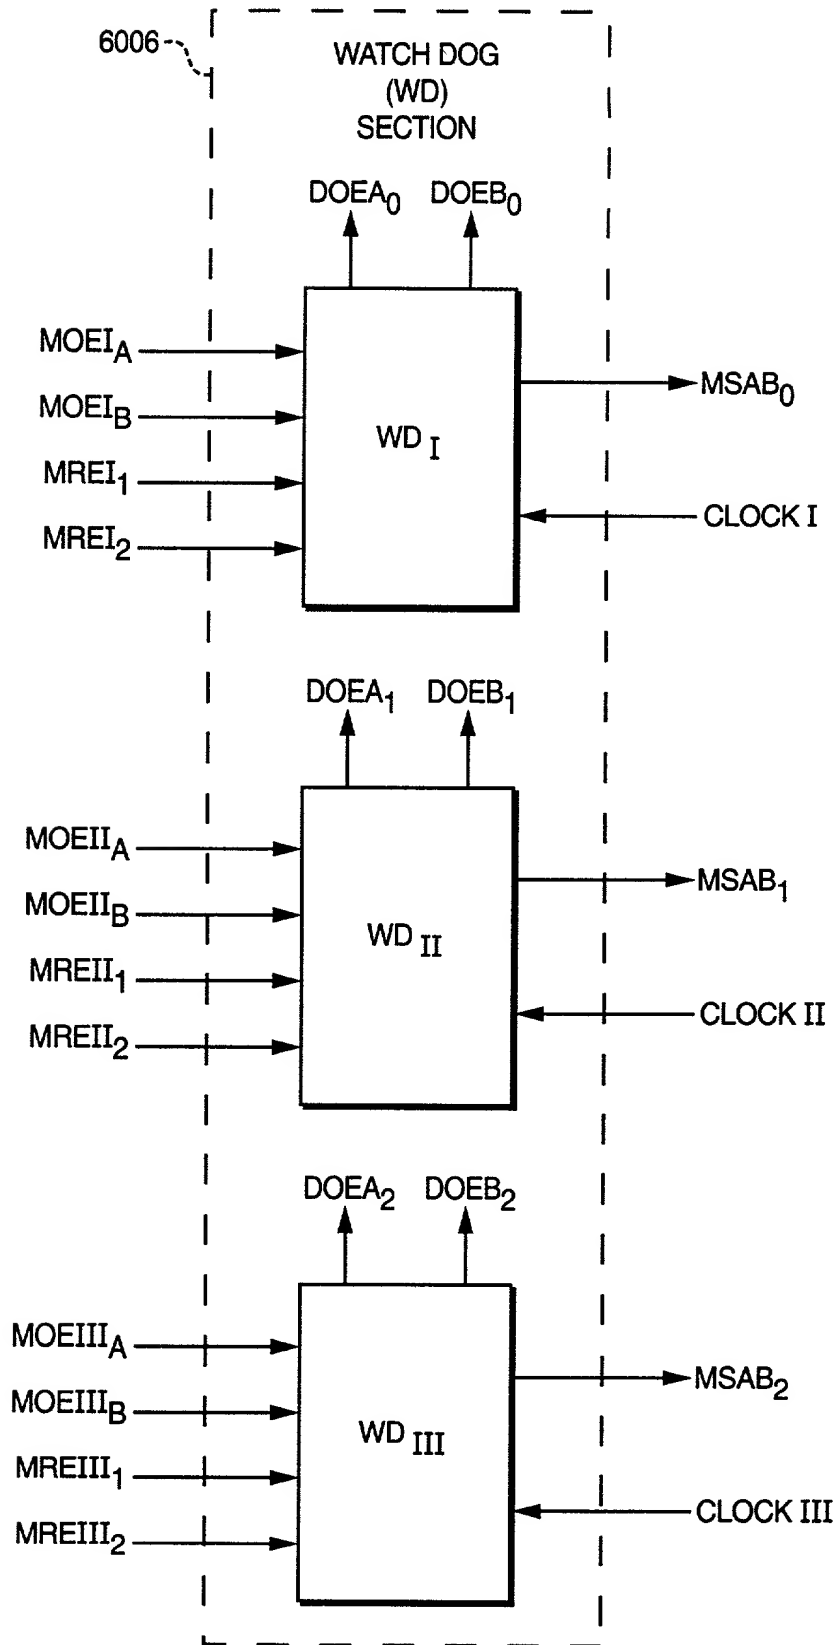 6006
WATCH DOG
(WD)
SECTION
DOEA0 DOEB0
MOEIA
MOEIB
MREI1
MREI2
WD I
MSAB0
CLOCK I
DOEA1 DOEB1
MOEIIA
MOEIIB
MREII1
MREII2
WD II
MSAB1
CLOCK II
DOEA2 DOEB2
MOEIIIA
MOEIIIB
MREIII1
MREIII2
WD III
MSAB2
CLOCK III